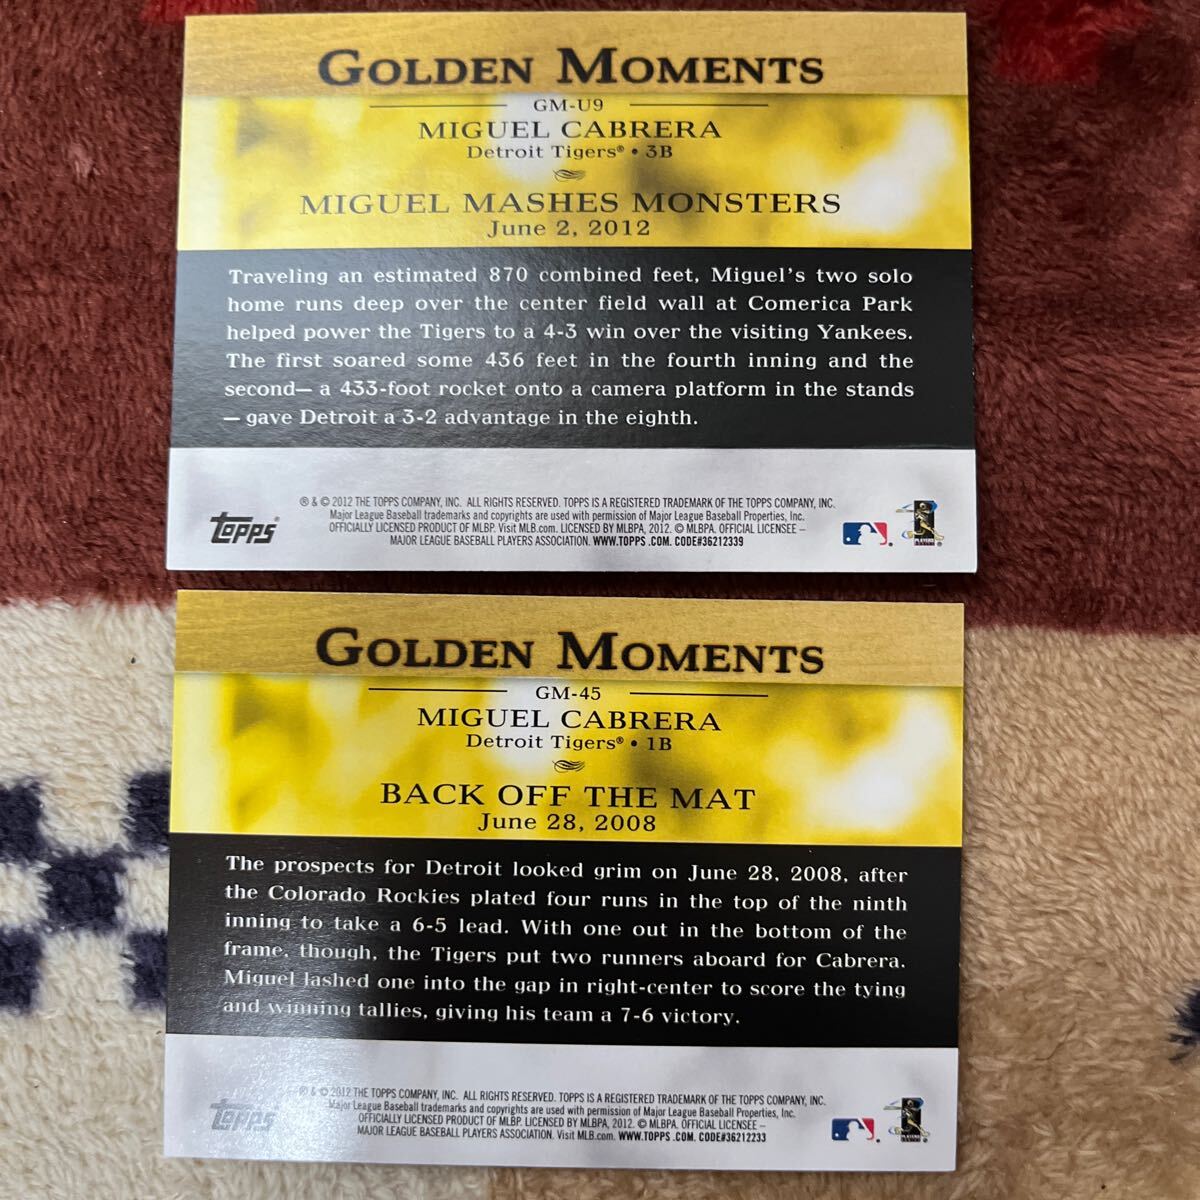 GOLDEN MOMENTS
GM-U9
MIGUEL CABRERA
Detroit Tigers® • 3B
MIGUEL MASHES MONSTERS
June 2, 2012
Traveling an estimated 870 combined feet, Miguel's two solo
home runs deep over the center field wall at Comerica Park
helped power the Tigers to a 4-3 win over the visiting Yankees.
The first soared some 436 feet in the fourth inning and the
second— a 433-foot rocket onto a camera platform in the stands
— gave Detroit a 3-2 advantage in the eighth.
® & © 2012 THE TOPPS COMPANY, INC. ALL RIGHTS RESERVED. TOPPS IS A REGISTERED TRADEMARK OF THE TOPPS COMPANY, INC.
Major League Baseball trademarks and copyrights are used with permission of Major League Baseball Properties, Inc.
OFFICIALLY LICENSED PRODUCT OF MLBP. Visit MLB.com. LICENSED BY MLBPA, 2012. © MLBPA. OFFICIAL LICENSEE –
MAJOR LEAGUE BASEBALL PLAYERS ASSOCIATION. WWW.TOPPS .COM. CODE#36212339
topps
PLAYERS
GOLDEN MOMENTS
GM-45
MIGUEL CABRERA
Detroit Tigers® • 1B
BACK OFF THE MAT
June 28, 2008
The prospects for Detroit looked grim on June 28, 2008, after
the Colorado Rockies plated four runs in the top of the ninth
inning to take a 6-5 lead. With one out in the bottom of the
frame, though, the Tigers put two runners aboard for Cabrera.
Miguel lashed one into the gap in right-center to score the tying
and winning tallies, giving his team a 7-6 victory.
® & © 2012 THE TOPPS COMPANY, INC. ALL RIGHTS RESERVED. TOPPS IS A REGISTERED TRADEMARK OF THE TOPPS COMPANY, INC.
Major League Baseball trademarks and copyrights are used with permission of Major League Baseball Properties, Inc.
OFFICIALLY LICENSED PRODUCT OF MLBP. LICENSED BY MLBPA, 2012. © MLBPA. OFFICIAL LICENSEE –
MAJOR LEAGUE BASEBALL PLAYERS ASSOCIATION. Visit MLB.com. WWW.TOPPS .COM. CODE#36212233
topps